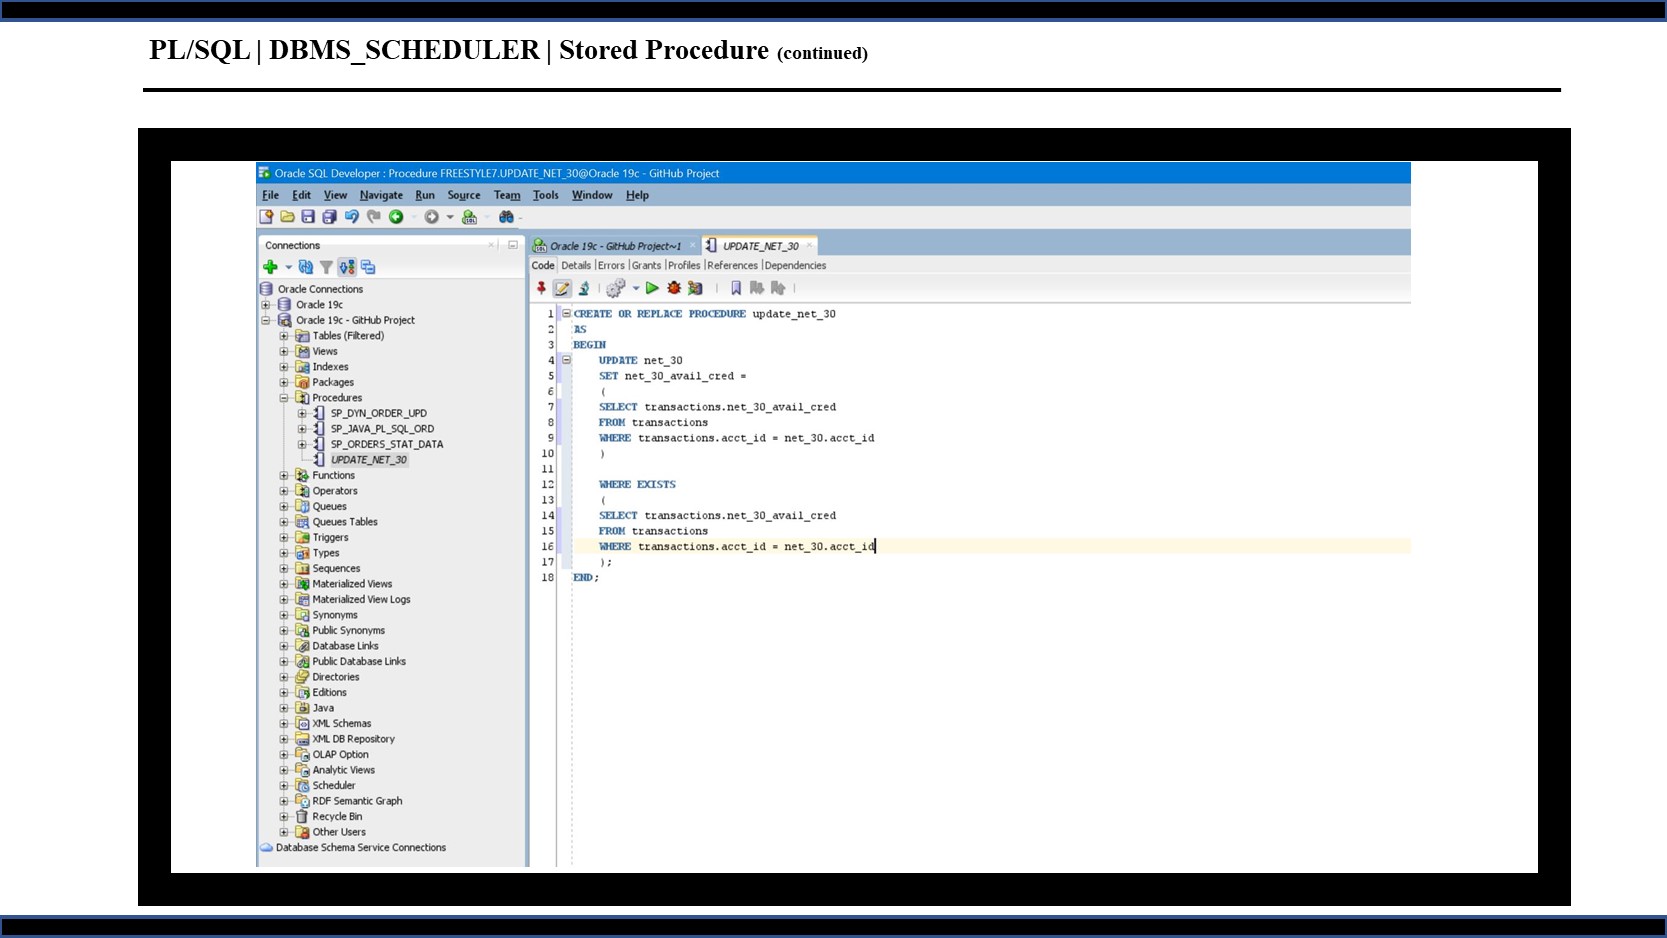 PL/SQL | DBMS_SCHEDULER | Stored Procedure (continued)
Oracle SQL Developer : Procedure FREESTYLE7.UPDATE_NET_30@Oracle 19c - GitHub Project
File Edit View Navigate Run Source Team Tools Window Help
Connections
Oracle Connections
Oracle 19c
Oracle 19c - GitHub Project
Tables (Filtered)
Views
Indexes
Packages
Procedures
SP_DYN_ORDER_UPD
SP_JAVA_PL_SQL_ORD
SP_ORDERS_STAT_DATA
UPDATE_NET_30
Functions
Operators
Queues
Queues Tables
Triggers
Types
Sequences
Materialized Views
Materialized View Logs
Synonyms
Public Synonyms
Database Links
Public Database Links
Directories
Editions
Java
XML Schemas
XML DB Repository
OLAP Option
Analytic Views
Scheduler
RDF Semantic Graph
Recycle Bin
Other Users
Database Schema Service Connections
Oracle 19c - GitHub Project~1 UPDATE_NET_30
Code Details |Errors |Grants |Profiles |References |Dependencies
1 CREATE OR REPLACE PROCEDURE update_net_30
2 AS
3 BEGIN
4 UPDATE net_30
5 SET net_30_avail_cred =
6 (
7 SELECT transactions.net_30_avail_cred
8 FROM transactions
9 WHERE transactions.acct_id = net_30.acct_id
10 )
11
12 WHERE EXISTS
13 (
14 SELECT transactions.net_30_avail_cred
15 FROM transactions
16 WHERE transactions.acct_id = net_30.acct_id
17 );
18 END;